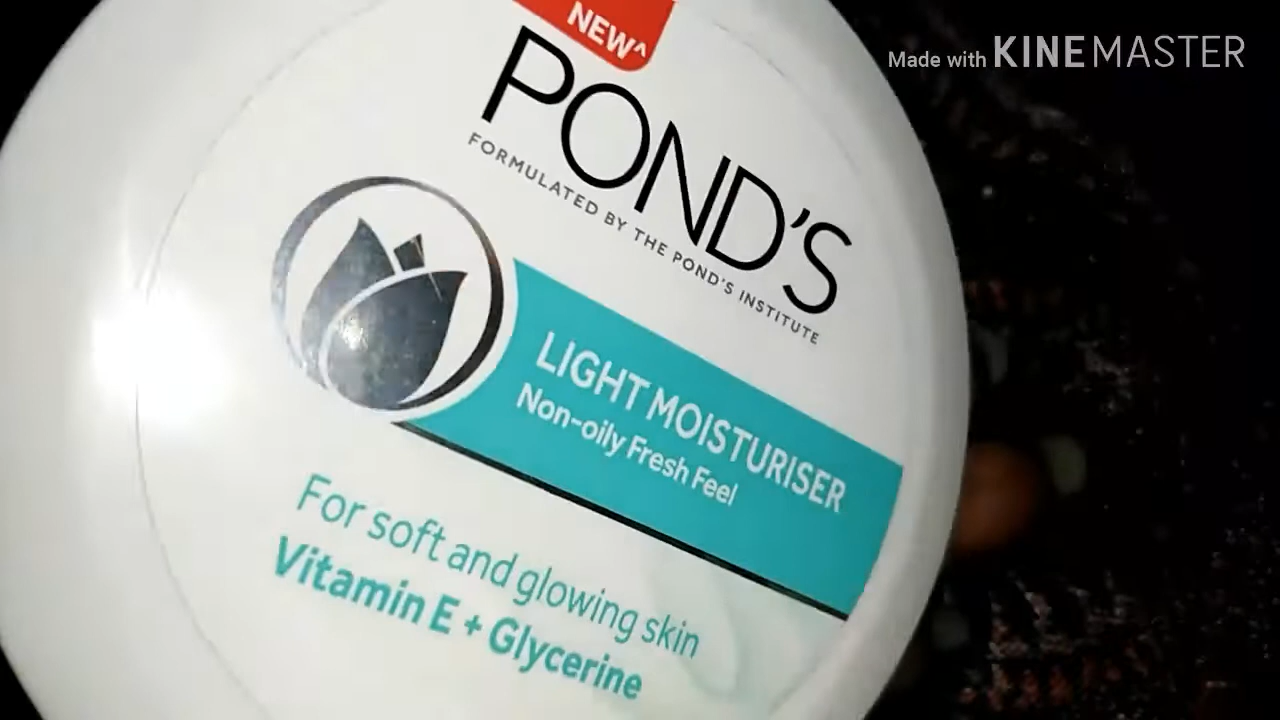 Made with KINEMASTER
NEW^
POND'S
FORMULATED BY THE POND'S INSTITUTE
LIGHT MOISTURISER
Non-oily Fresh Feel
For soft and glowing skin
Vitamin E + Glycerine